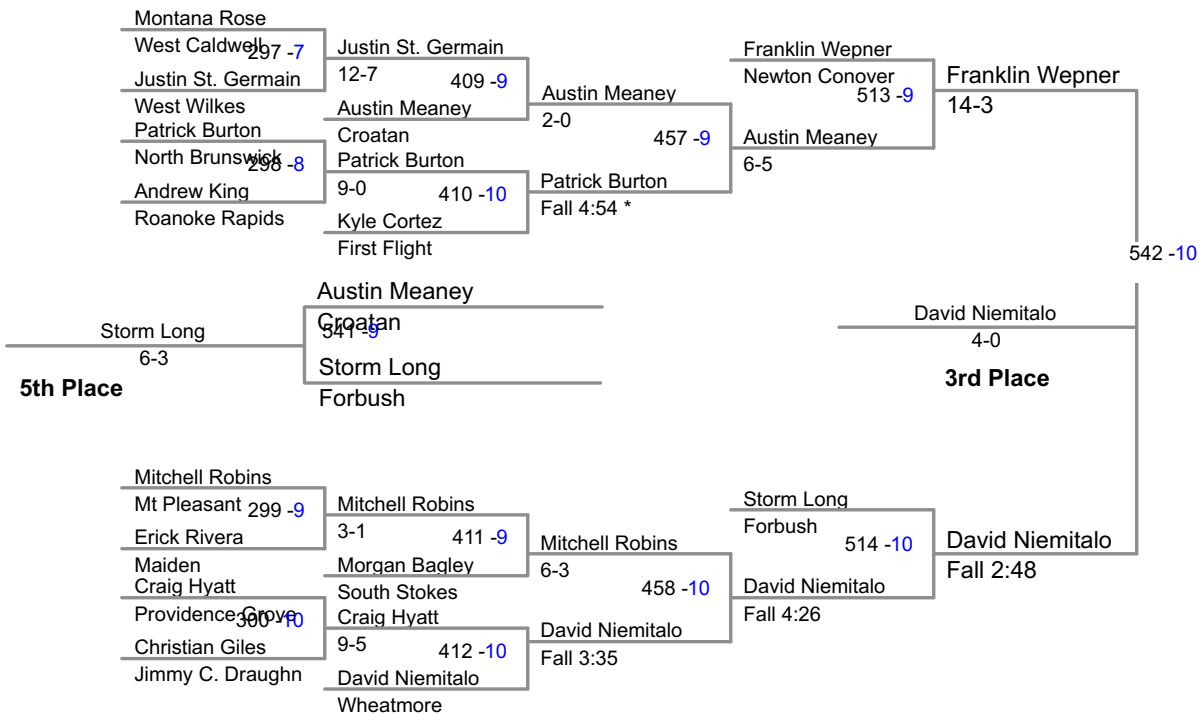 Montana Rose
West Caldwell
297 -7
Justin St. Germain
West Wilkes
Patrick Burton
North Brunswick
298 -8
Andrew King
Roanoke Rapids
Justin St. Germain
12-7
409 -9
Austin Meaney
Croatan
Patrick Burton
9-0
410 -10
Kyle Cortez
First Flight
Austin Meaney
2-0
457 -9
Patrick Burton
Fall 4:54 *
Franklin Wepner
Newton Conover
513 -9
Austin Meaney
6-5
Franklin Wepner
14-3
542 -10
Austin Meaney
Croatan
541 -9
Storm Long
Forbush
Storm Long
6-3
5th Place
David Niemitalo
4-0
3rd Place
Mitchell Robins
Mt Pleasant
299 -9
Erick Rivera
Maiden
Craig Hyatt
Providence Grove
300 -10
Christian Giles
Jimmy C. Draughn
Mitchell Robins
3-1
411 -9
Morgan Bagley
South Stokes
Craig Hyatt
9-5
412 -10
David Niemitalo
Wheatmore
Mitchell Robins
6-3
458 -10
David Niemitalo
Fall 3:35
Storm Long
Forbush
514 -10
David Niemitalo
Fall 4:26
David Niemitalo
Fall 2:48